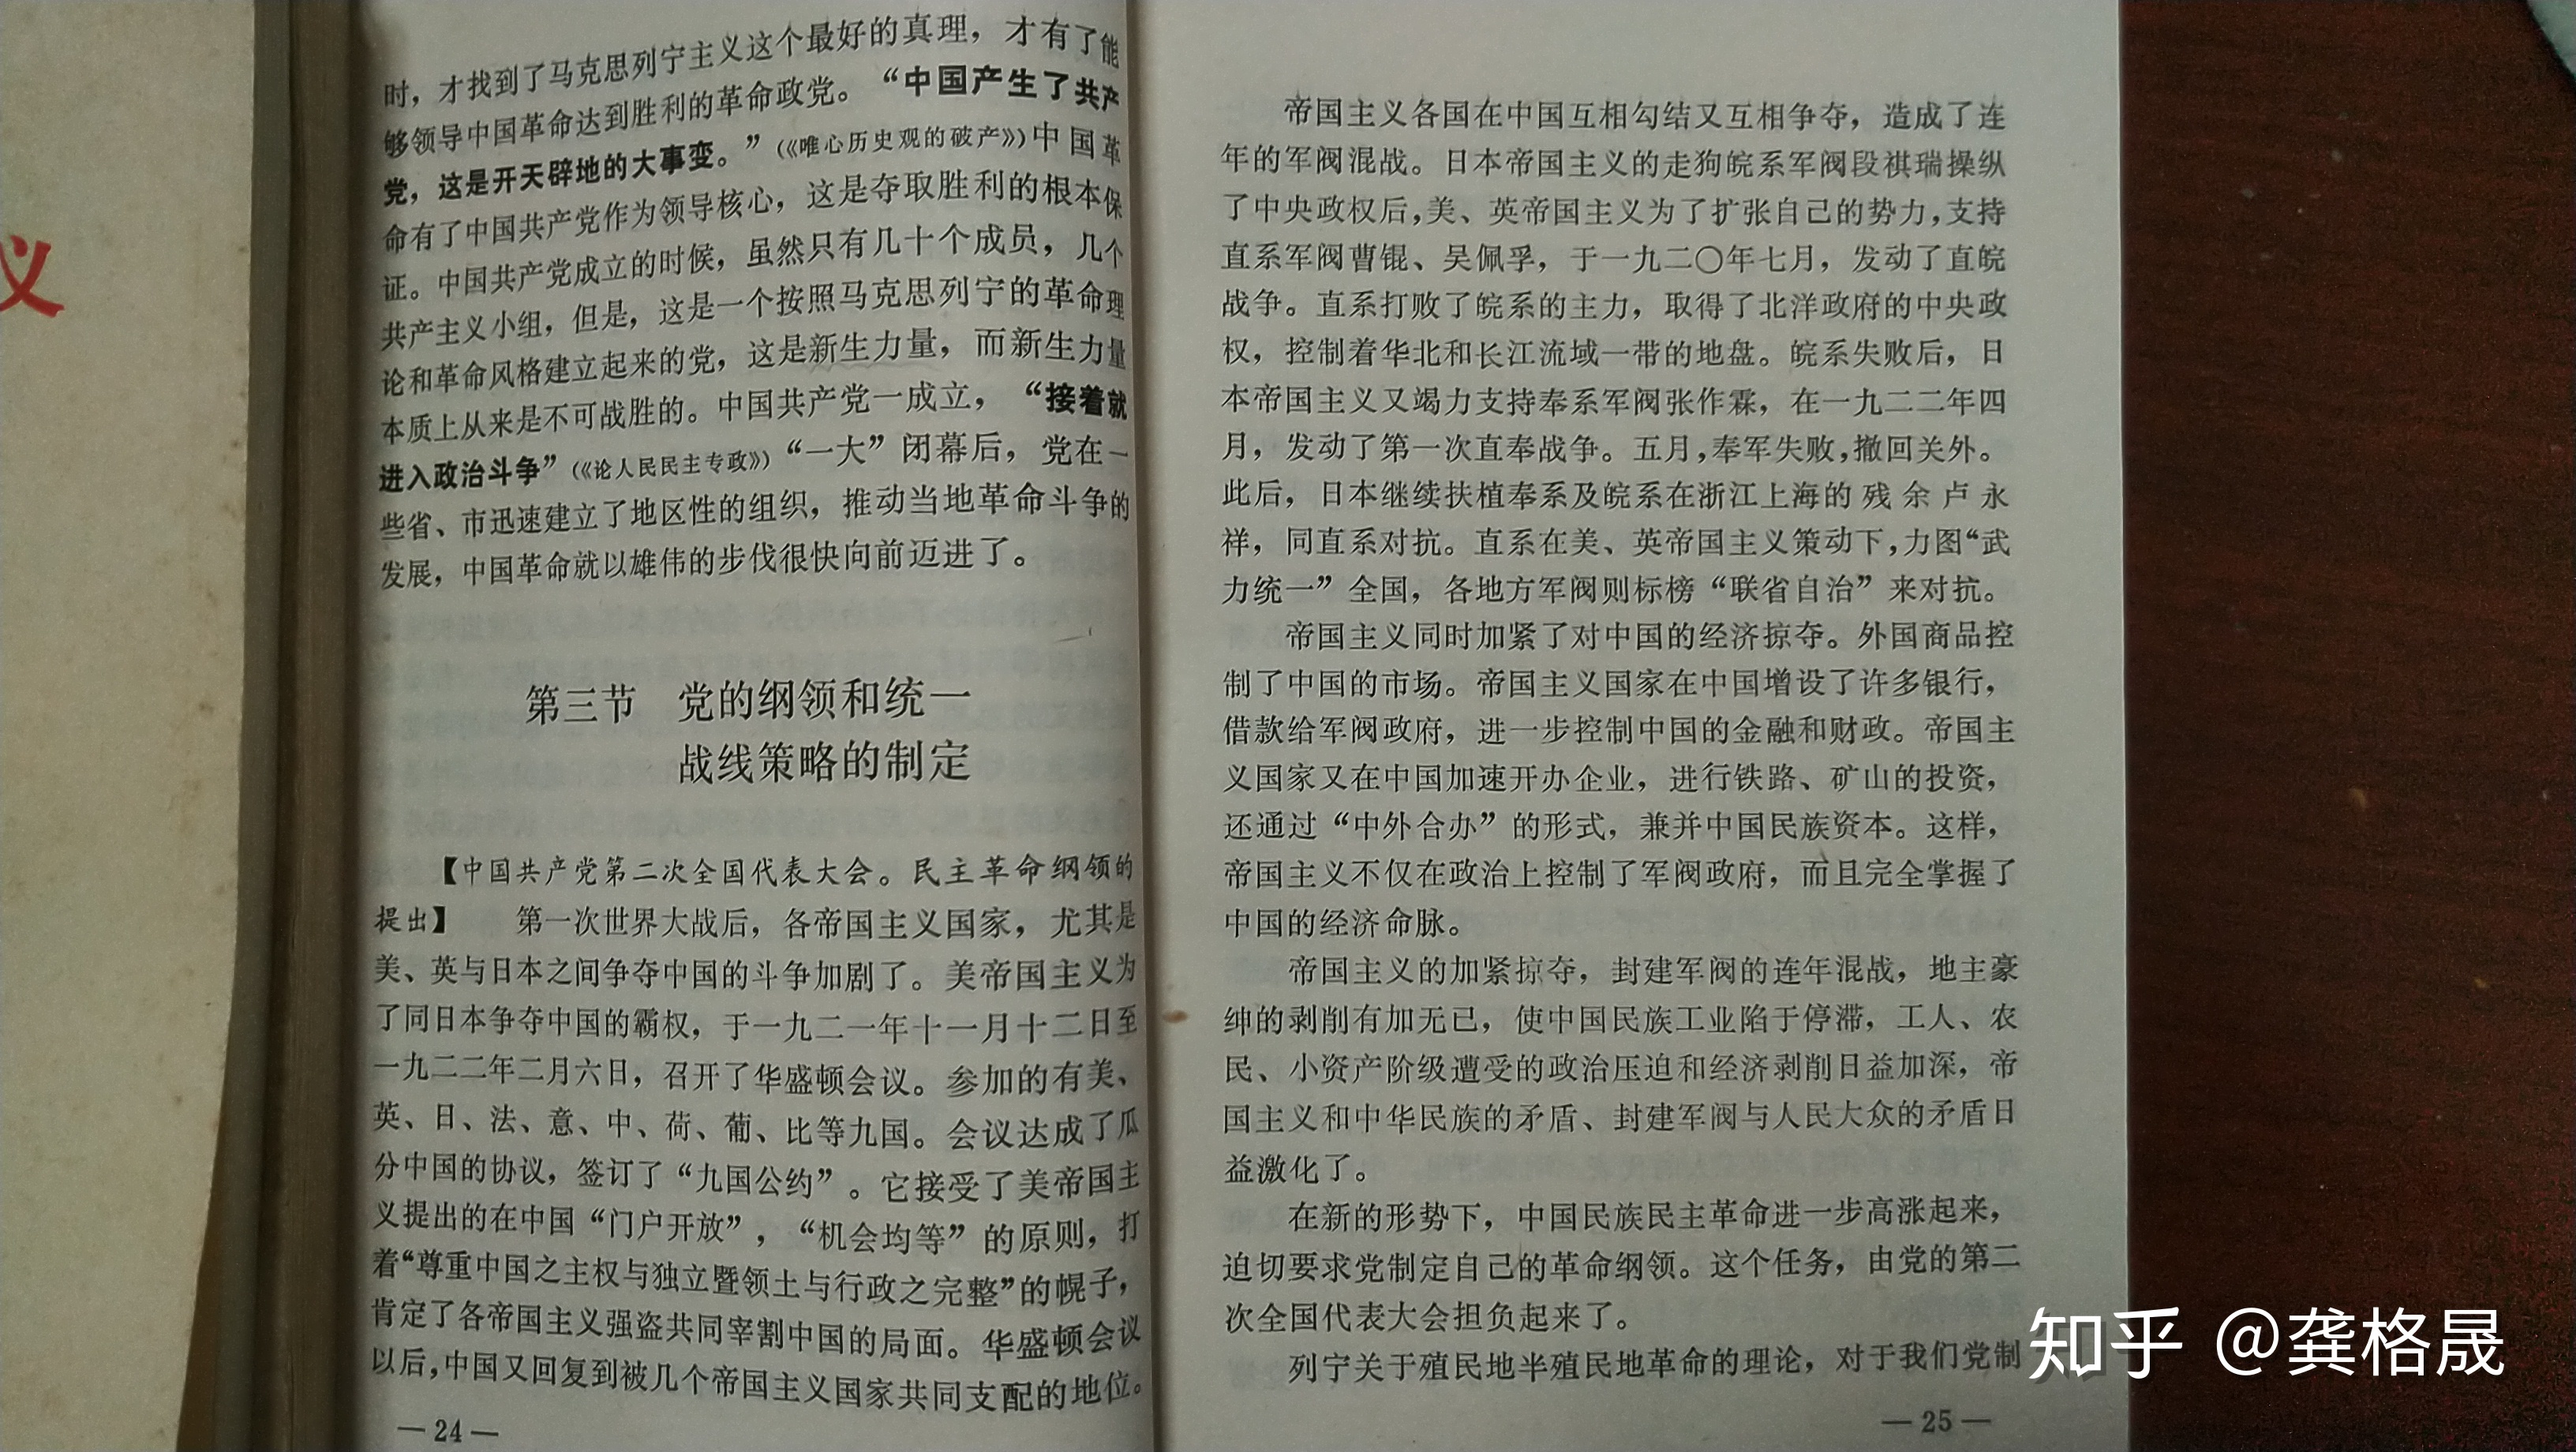 义
时，才找到了马克思列宁主义这个最好的真理，才有了能
够领导中国革命达到胜利的革命政党。“中国产生了共产
党，这是开天辟地的大事变。”（《唯心历史观的破产》）中国革
命有了中国共产党作为领导核心，这是夺取胜利的根本保
证。中国共产党成立的时候，虽然只有几十个成员，几个
共产主义小组，但是，这是一个按照马克思列宁的革命理
论和革命风格建立起来的党，这是新生力量，而新生力量
本质上从来是不可战胜的。中国共产党一成立，“接着就
进入政治斗争”（《论人民民主专政》）“一大”闭幕后，党在一
些省、市迅速建立了地区性的组织，推动当地革命斗争的
发展，中国革命就以雄伟的步伐很快向前迈进了。
第三节　党的纲领和统一
战线策略的制定
【中国共产党第二次全国代表大会。民主革命纲领的
提出】　第一次世界大战后，各帝国主义国家，尤其是
美、英与日本之间争夺中国的斗争加剧了。美帝国主义为
了同日本争夺中国的霸权，于一九二一年十一月十二日至
一九二二年二月六日，召开了华盛顿会议。参加的有美、
英、日、法、意、中、荷、葡、比等九国。会议达成了瓜
分中国的协议，签订了“九国公约”。它接受了美帝国主
义提出的在中国“门户开放”，“机会均等”的原则，打
着“尊重中国之主权与独立暨领土与行政之完整”的幌子，
肯定了各帝国主义强盗共同宰割中国的局面。华盛顿会议
以后，中国又回复到被几个帝国主义国家共同支配的地位。
—24—
帝国主义各国在中国互相勾结又互相争夺，造成了连
年的军阀混战。日本帝国主义的走狗皖系军阀段祺瑞操纵
了中央政权后，美、英帝国主义为了扩张自己的势力，支持
直系军阀曹锟、吴佩孚，于一九二〇年七月，发动了直皖
战争。直系打败了皖系的主力，取得了北洋政府的中央政
权，控制着华北和长江流域一带的地盘。皖系失败后，日
本帝国主义又竭力支持奉系军阀张作霖，在一九二二年四
月，发动了第一次直奉战争。五月，奉军失败，撤回关外。
此后，日本继续扶植奉系及皖系在浙江上海的残余卢永
祥，同直系对抗。直系在美、英帝国主义策动下，力图“武
力统一”全国，各地方军阀则标榜“联省自治”来对抗。
帝国主义同时加紧了对中国的经济掠夺。外国商品控
制了中国的市场。帝国主义国家在中国增设了许多银行，
借款给军阀政府，进一步控制中国的金融和财政。帝国主
义国家又在中国加速开办企业，进行铁路、矿山的投资，
还通过“中外合办”的形式，兼并中国民族资本。这样，
帝国主义不仅在政治上控制了军阀政府，而且完全掌握了
中国的经济命脉。
帝国主义的加紧掠夺，封建军阀的连年混战，地主豪
绅的剥削有加无已，使中国民族工业陷于停滞，工人、农
民、小资产阶级遭受的政治压迫和经济剥削日益加深，帝
国主义和中华民族的矛盾、封建军阀与人民大众的矛盾日
益激化了。
在新的形势下，中国民族民主革命进一步高涨起来，
迫切要求党制定自己的革命纲领。这个任务，由党的第二
次全国代表大会担负起来了。
列宁关于殖民地半殖民地革命的理论，对于我们党制
—25—
知乎 @龚格晟